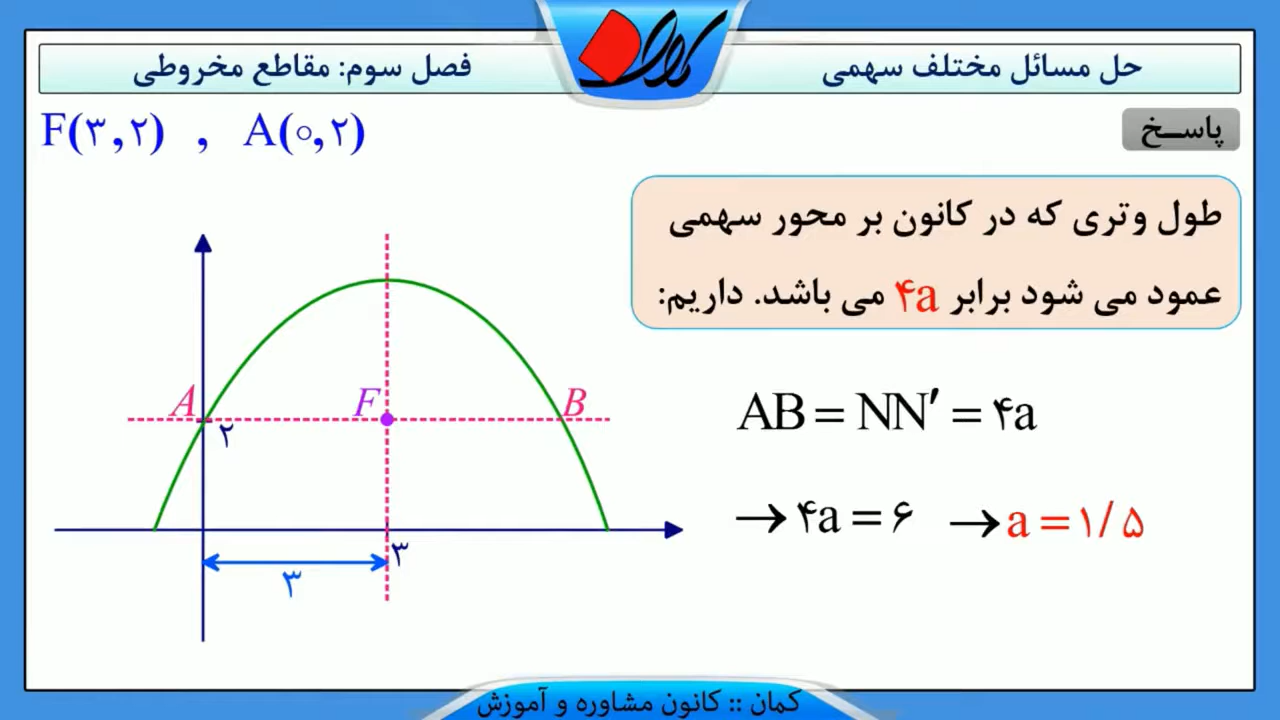 حل مسائل مختلف سهمی
فصل سوم: مقاطع مخروطی
کمان
پاسـخ
F(۳,۲) , A(۰,۲)
طول وتری که در کانون بر محور سهمی
عمود می شود برابر ۴a می باشد. داریم:
A
F
B
۲
۳
۳
AB = NN′ = ۴a
→ ۴a = ۶ → a = ۱/۵
کمان :: کانون مشاوره و آموزش